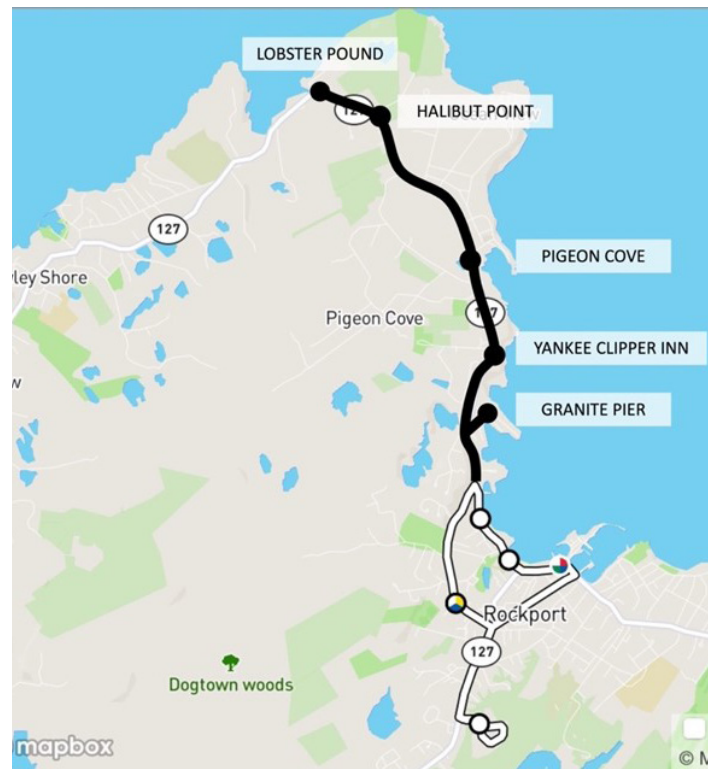 LOBSTER POUND
HALIBUT POINT
127
PIGEON COVE
ley Shore
Pigeon Cove
YANKEE CLIPPER INN
GRANITE PIER
Rockport
127
Dogtown woods
mapbox
© M